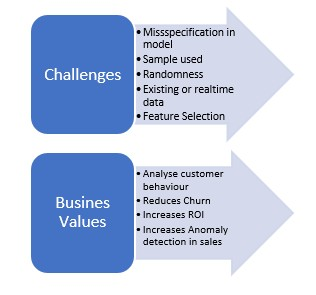 Challenges
• Missspecification in
model
• Sample used
• Randomness
• Existing or realtime
data
• Feature Selection
Busines
Values
• Analyse customer
behaviour
• Reduces Churn
• Increases ROI
• Increases Anomaly
detection in sales